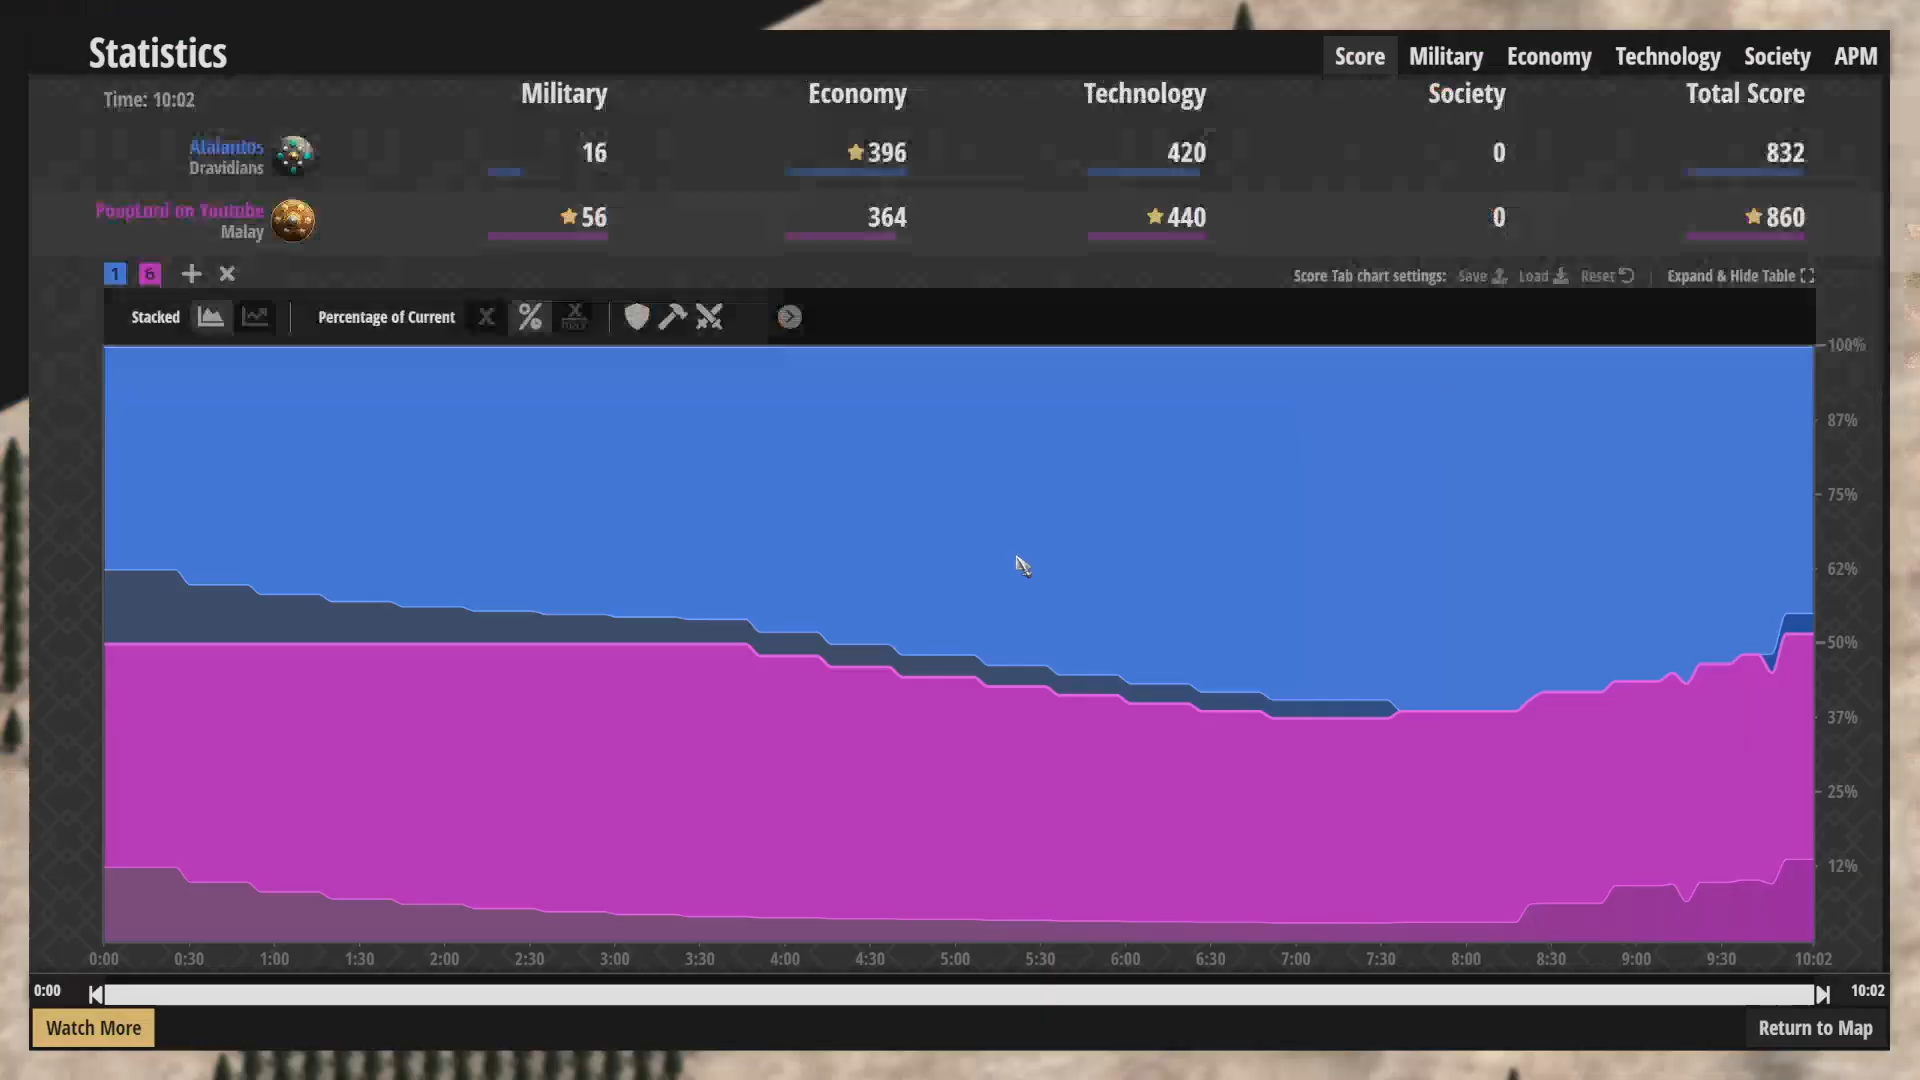 Statistics
Score Military Economy Technology Society APM
Time: 10:02 Military Economy Technology Society Total Score
Atalantos
Dravidians
16 396 420 0 832
PoupLord on Youtube
Malay
56 364 440 0 860
1 6
Score Tab chart settings: Save Load Reset | Expand & Hide Table
Stacked Percentage of Current X %
100%
87%
75%
62%
50%
37%
25%
12%
0:00 0:30 1:00 1:30 2:00 2:30 3:00 3:30 4:00 4:30 5:00 5:30 6:00 6:30 7:00 7:30 8:00 8:30 9:00 9:30 10:02
0:00 10:02
Watch More Return to Map